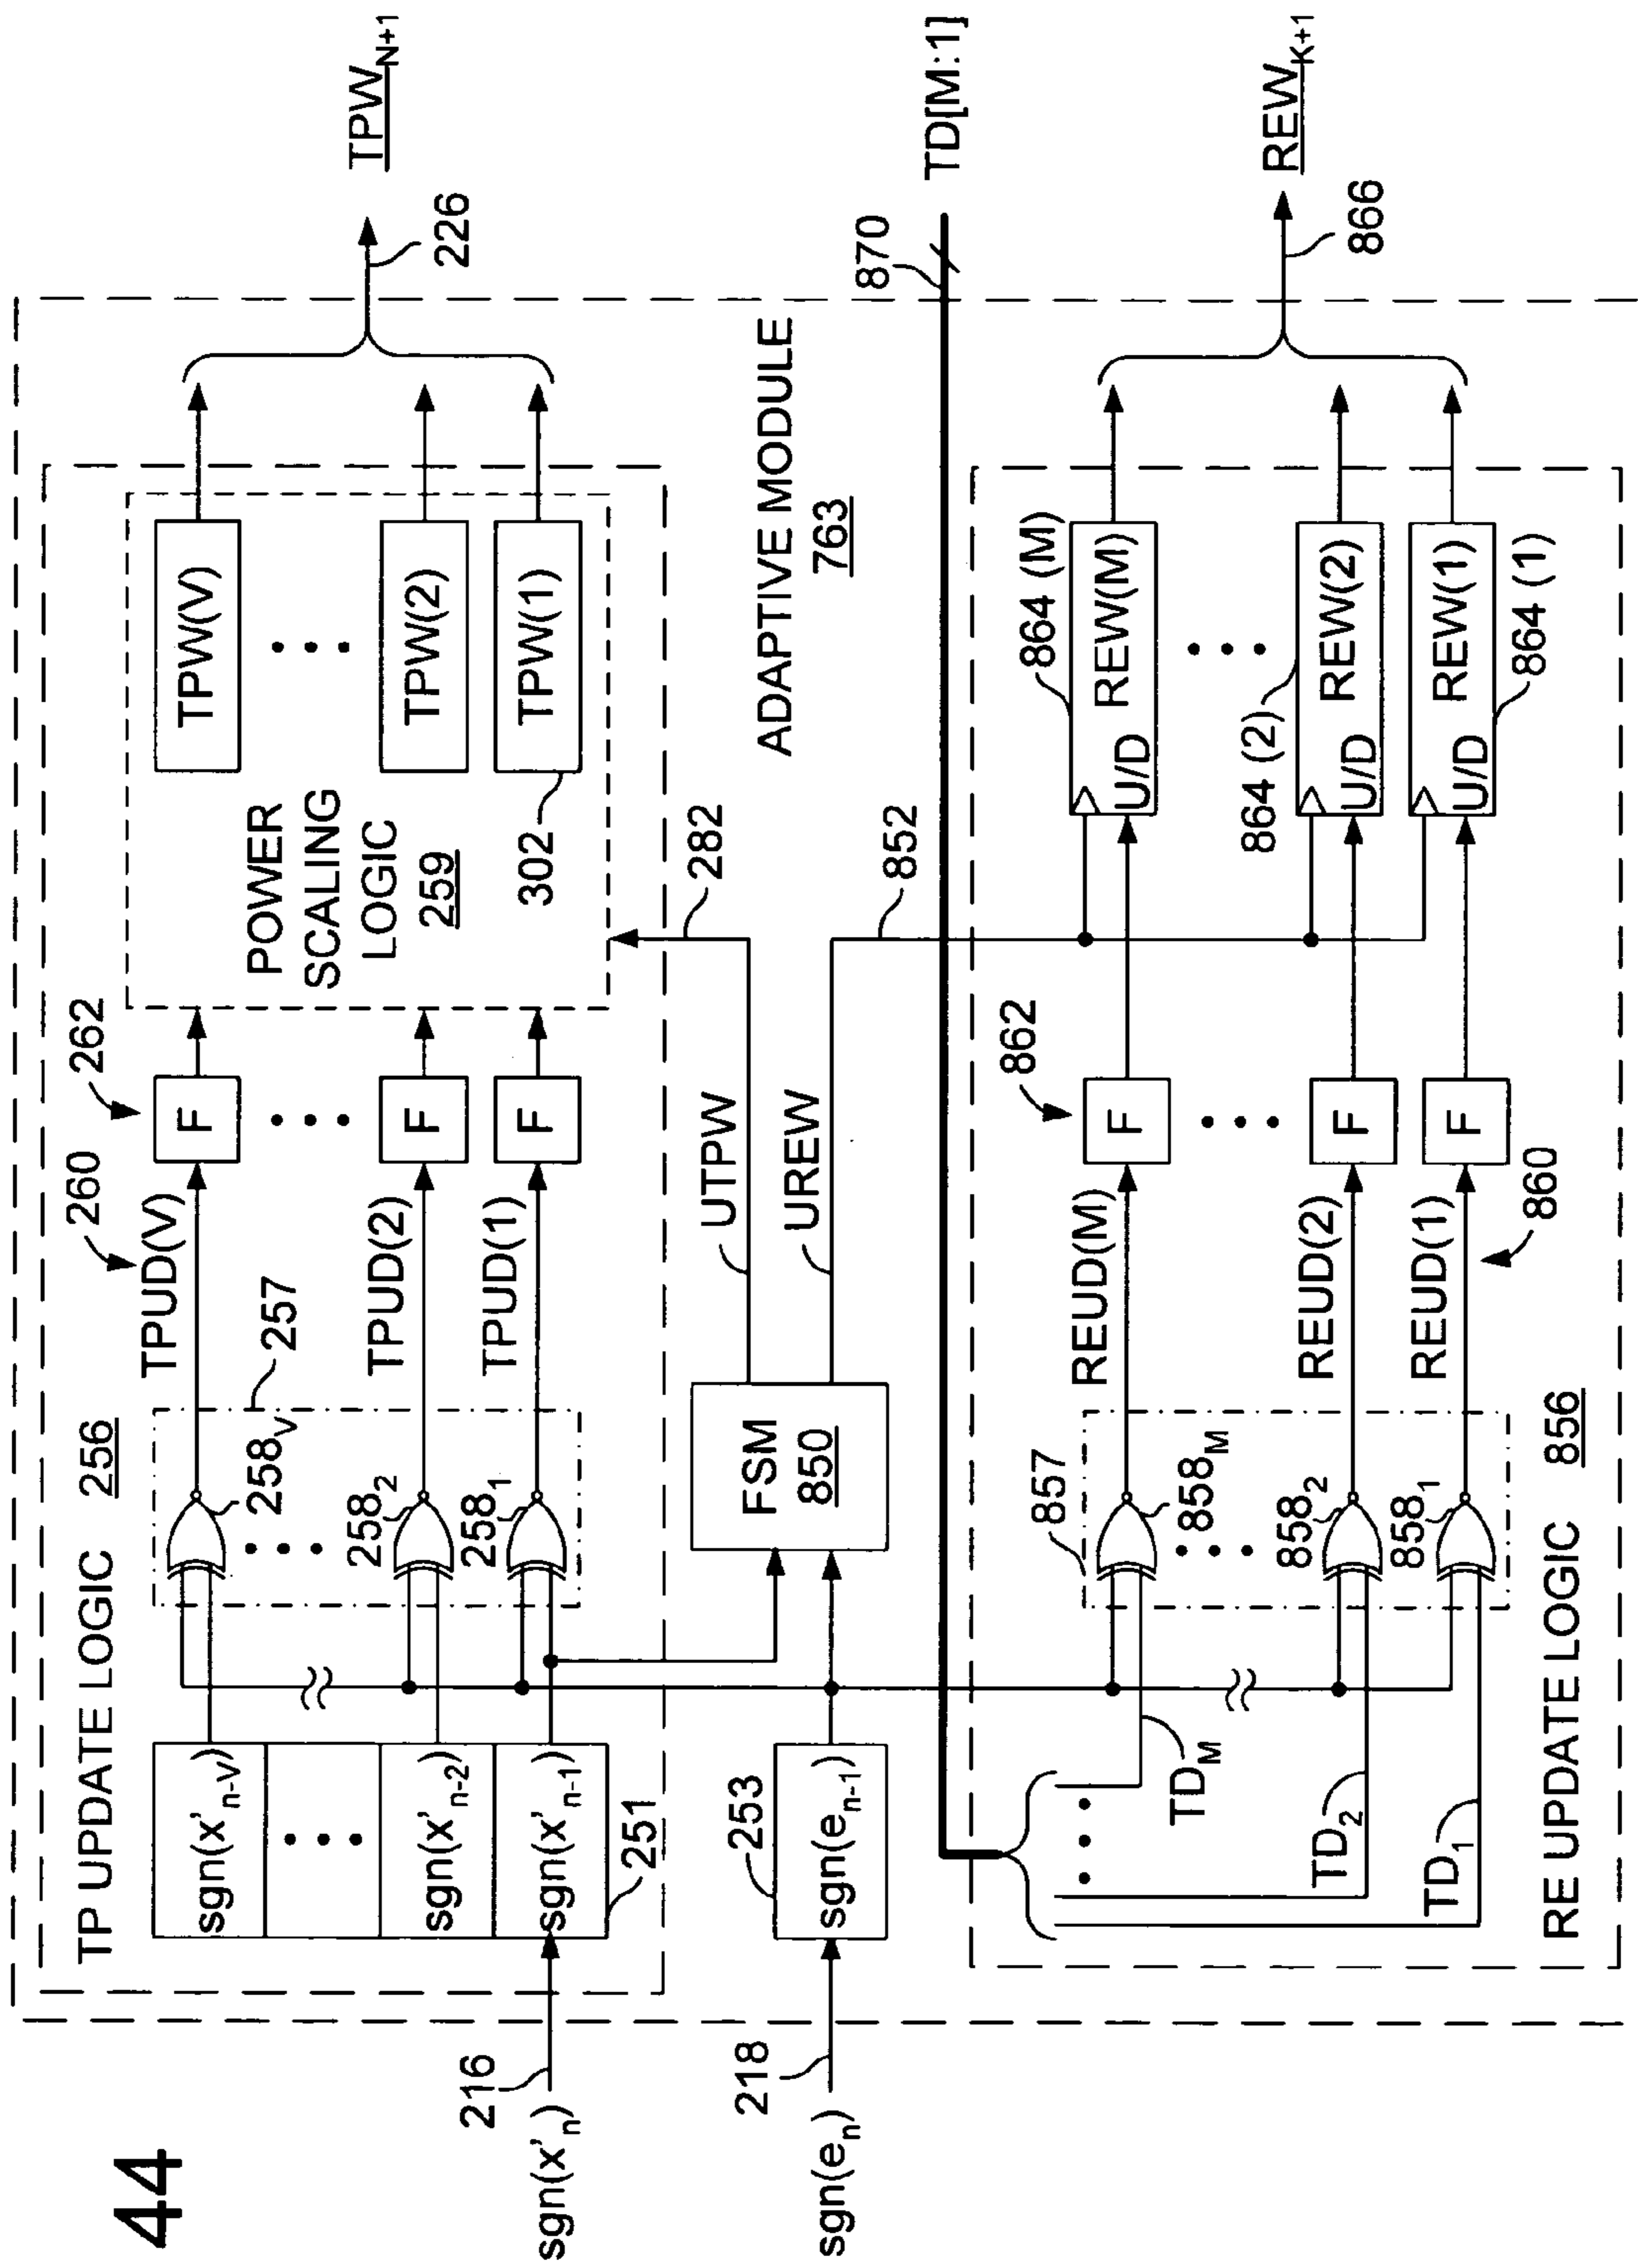 44
TP UPDATE LOGIC 256
sgn(x'n-V)
sgn(x'n-2)
sgn(x'n-1)
251
216
sgn(x'n)
257
258V
2582
2581
260
TPUD(V)
TPUD(2)
TPUD(1)
262
F
F
F
POWER
SCALING
LOGIC
259
302
TPW(V)
TPW(2)
TPW(1)
226
TPWN+1
218
sgn(en)
253
sgn(en-1)
FSM
850
UTPW
UREW
282
852
ADAPTIVE MODULE
763
870
TD[M:1]
TDM
TD2
TD1
857
858M
8582
8581
REUD(M)
REUD(2)
REUD(1)
860
862
F
F
F
864 (M)
REW(M)
U/D
864 (2)
REW(2)
U/D
REW(1)
U/D
864 (1)
866
REWK+1
RE UPDATE LOGIC 856